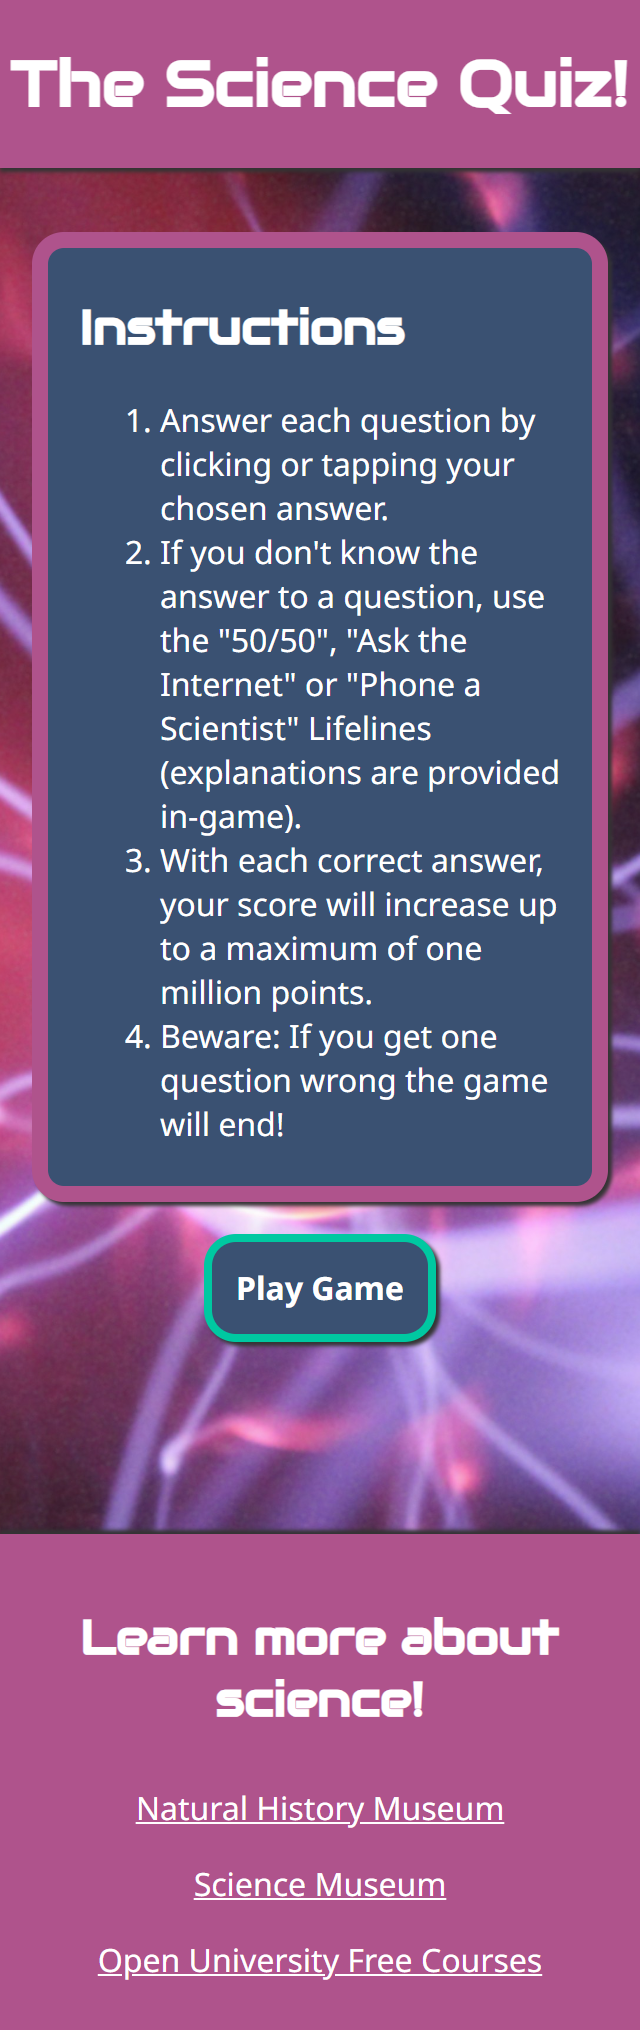 The Science Quiz!
Instructions
1. Answer each question by
clicking or tapping your
chosen answer.
2. If you don't know the
answer to a question, use
the "50/50", "Ask the
Internet" or "Phone a
Scientist" Lifelines
(explanations are provided
in-game).
3. With each correct answer,
your score will increase up
to a maximum of one
million points.
4. Beware: If you get one
question wrong the game
will end!
Play Game
Learn more about
science!
Natural History Museum
Science Museum
Open University Free Courses